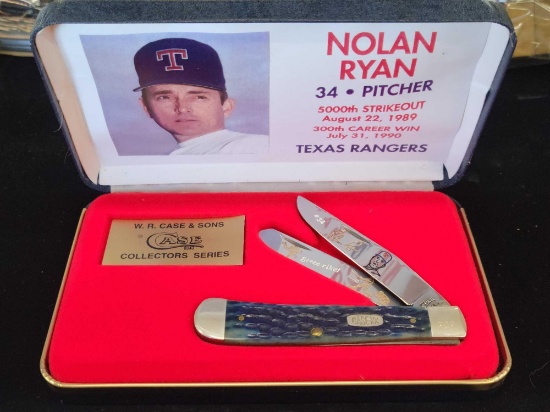 T
NOLAN
RYAN
34 • PITCHER
5000th STRIKEOUT
August 22, 1989
300th CAREER WIN
July 31, 1990
TEXAS RANGERS
W. R. CASE & SONS
CASE
COLLECTORS SERIES